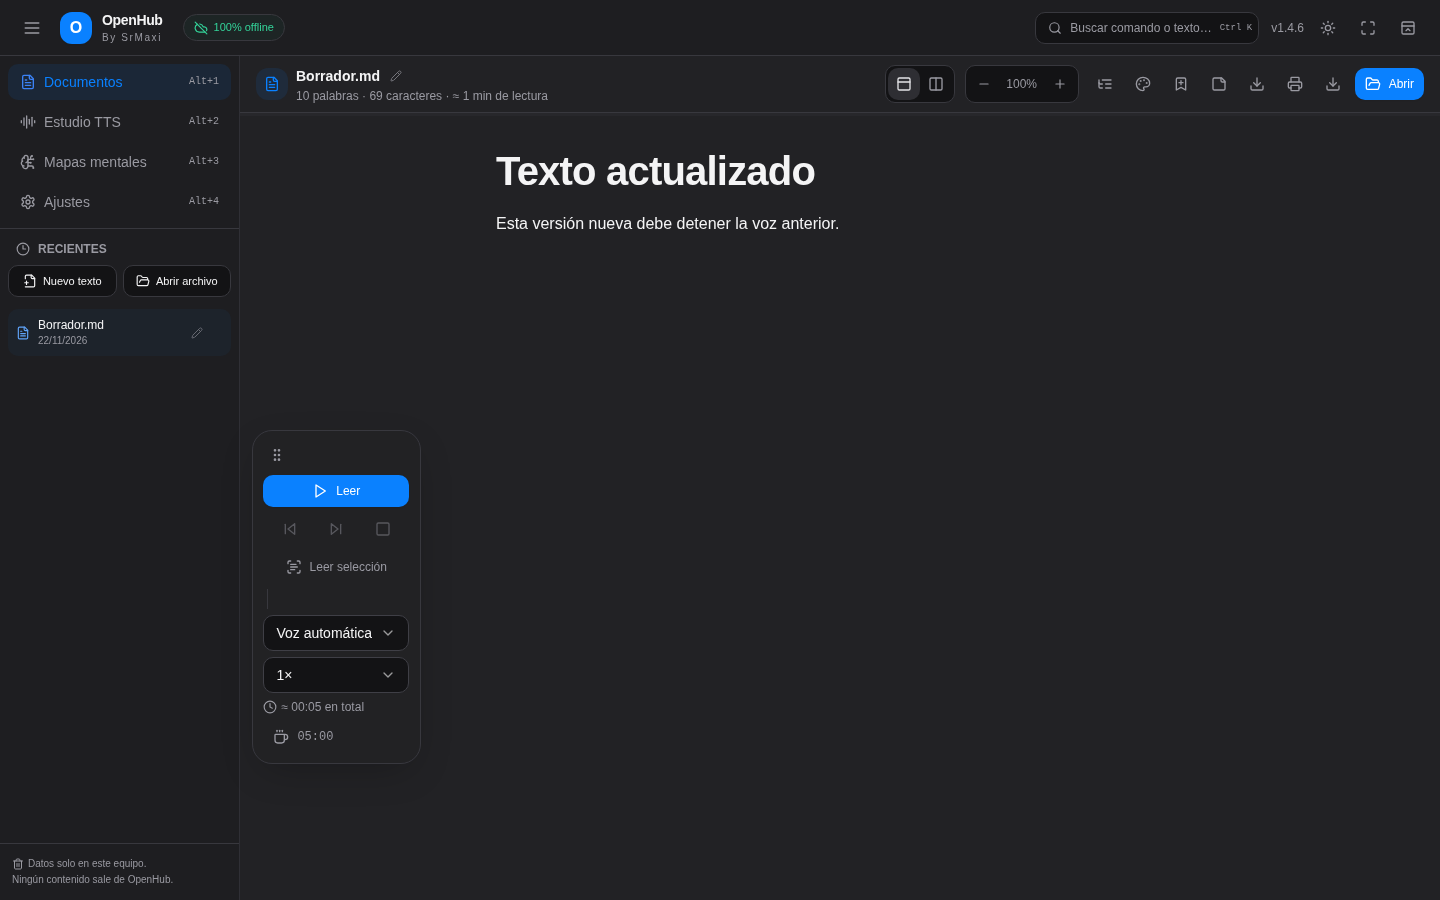 O
OpenHub
By SrMaxi
100% offline
Buscar comando o texto… Ctrl K
v1.4.6
Documentos Alt+1
Estudio TTS Alt+2
Mapas mentales Alt+3
Ajustes Alt+4
RECIENTES
Nuevo texto
Abrir archivo
Borrador.md
22/11/2026
Datos solo en este equipo.
Ningún contenido sale de OpenHub.
Borrador.md
10 palabras · 69 caracteres · ≈ 1 min de lectura
100%
Abrir
Texto actualizado
Esta versión nueva debe detener la voz anterior.
Leer
Leer selección
Voz automática
1×
≈ 00:05 en total
05:00